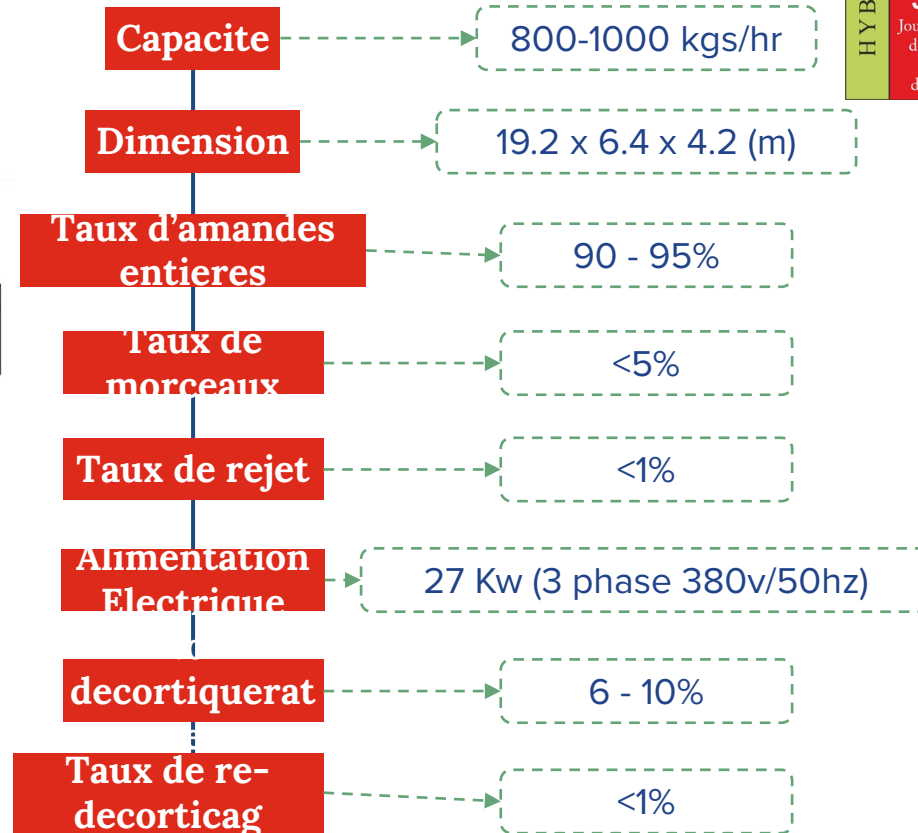 Capacite
800-1000 kgs/hr
Dimension
19.2 x 6.4 x 4.2 (m)
Taux d’amandes
entieres
90 - 95%
Taux de
morceaux
<5%
Taux de rejet
<1%
Alimentation
Electrique
27 Kw (3 phase 380v/50hz)
decortiquerat
6 - 10%
Taux de re-
decorticag
<1%
HYB
Jou
d
d